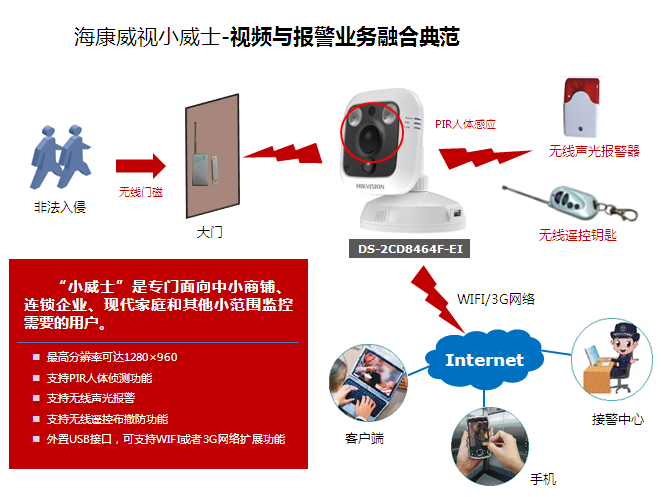 海康威视小威士-视频与报警业务融合典范
PIR人体感应
无线声光报警器
无线门磁
非法入侵
大门
HIKVISION
无线遥控钥匙
DS-2CD8464F-EI
“小威士”是专门面向中小商铺、
连锁企业、现代家庭和其他小范围监控
需要的用户。
最高分辨率可达1280×960
支持PIR人体侦测功能
支持无线声光报警
支持无线遥控布撤防功能
外置USB接口，可支持WIFI或者3G网络扩展功能
WIFI/3G网络
Internet
客户端
手机
接警中心